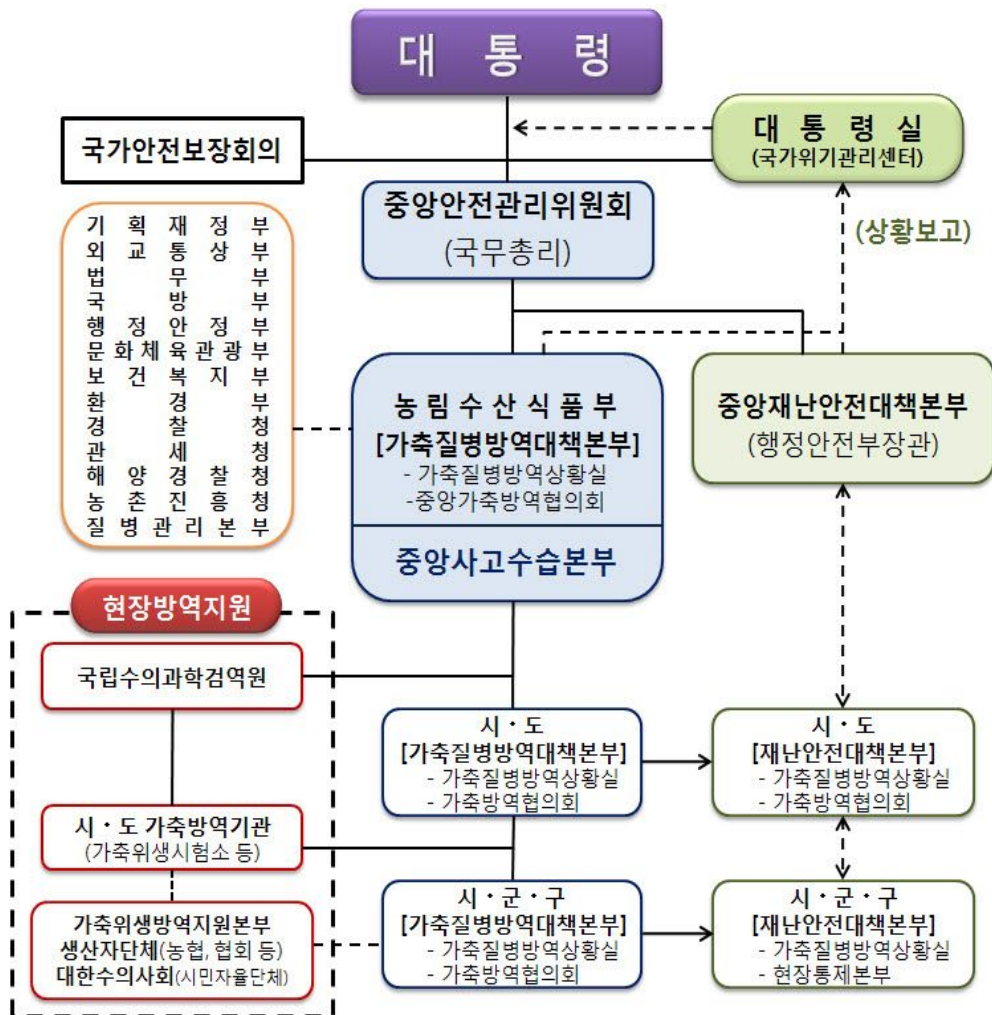 대 통 령
대 통 령 실
(국가위기관리센터)
국가안전보장회의
중앙안전관리위원회
(국무총리)
(상황보고)
기 획 재 정 부
외 교 통 상 부
법 무 부
국 방 부
행 정 안 정 부
문 화 체 육 관 광 부
보 건 복 지 부
환 경 부
경 찰 청
관 세 청
해 양 경 찰 청
농 촌 진 흥 청
질 병 관 리 본 부
농 림 수 산 식 품 부
[가축질병방역대책본부]
- 가축질병방역상황실
-중앙가축방역협의회
중앙사고수습본부
중앙재난안전대책본부
(행정안전부장관)
현장방역지원
국립수의과학검역원
시·도
[가축질병방역대책본부]
- 가축질병방역상황실
- 가축방역협의회
시·도
[재난안전대책본부]
- 가축질병방역상황실
- 가축방역협의회
시·도 가축방역기관
(가축위생시험소 등)
가축위생방역지원본부
생산자단체(농협, 협회 등)
대한수의사회(시민자율단체)
시·군·구
[가축질병방역대책본부]
- 가축질병방역상황실
- 가축방역협의회
시·군·구
[재난안전대책본부]
- 가축질병방역상황실
- 현장통제본부